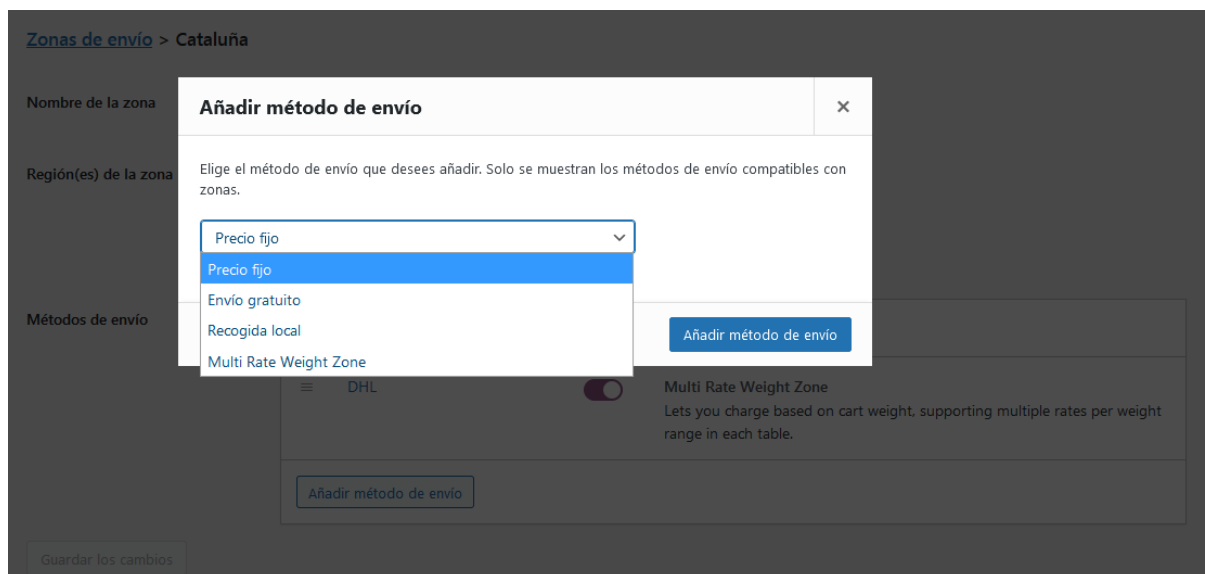 Zonas de envío > Cataluña
Nombre de la zona
Añadir método de envío
×
Región(es) de la zona
Elige el método de envío que desees añadir. Solo se muestran los métodos de envío compatibles con
zonas.
Precio fijo
Precio fijo
Envío gratuito
Recogida local
Multi Rate Weight Zone
Métodos de envío
Añadir método de envío
DHL
Multi Rate Weight Zone
Lets you charge based on cart weight, supporting multiple rates per weight
range in each table.
Añadir método de envío
Guardar los cambios